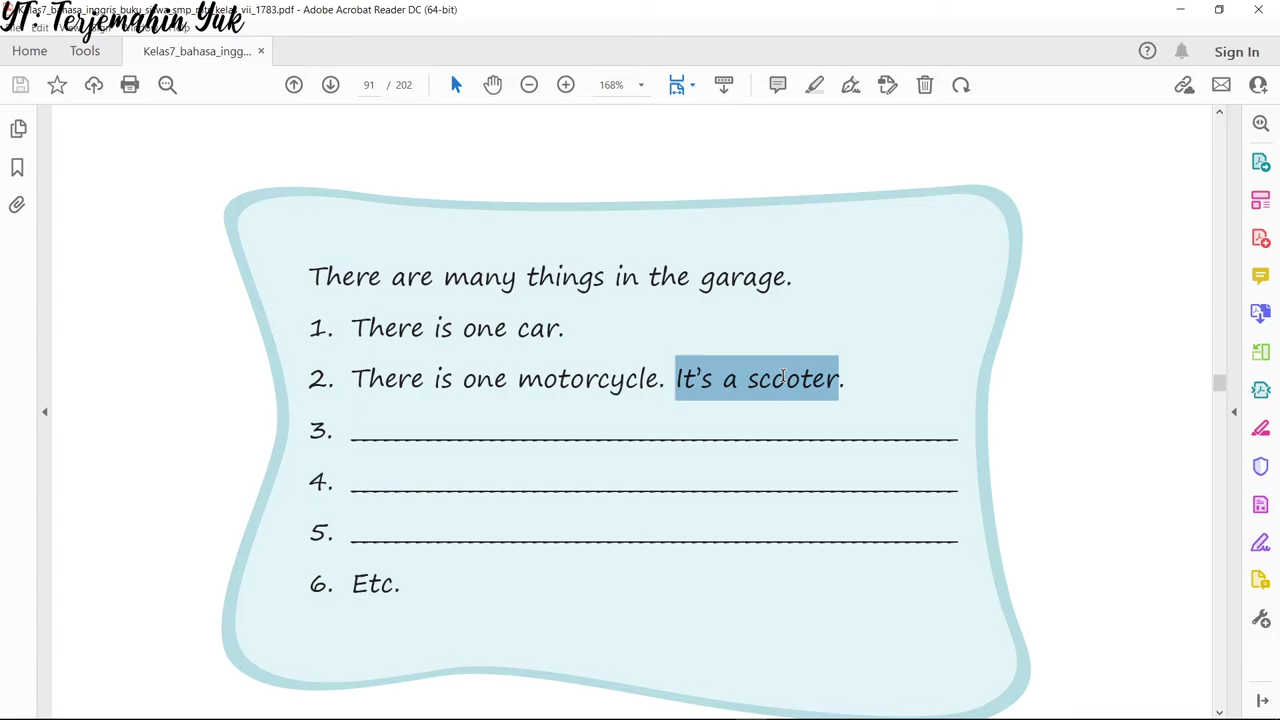 YT: Terjemahin Yuk
Home
Tools
Kelas7_bahasa_ingg...
Sign In
91 / 202
168%
There are many things in the garage.
1. There is one car.
2. There is one motorcycle. It's a scooter.
3.
4.
5.
6. Etc.